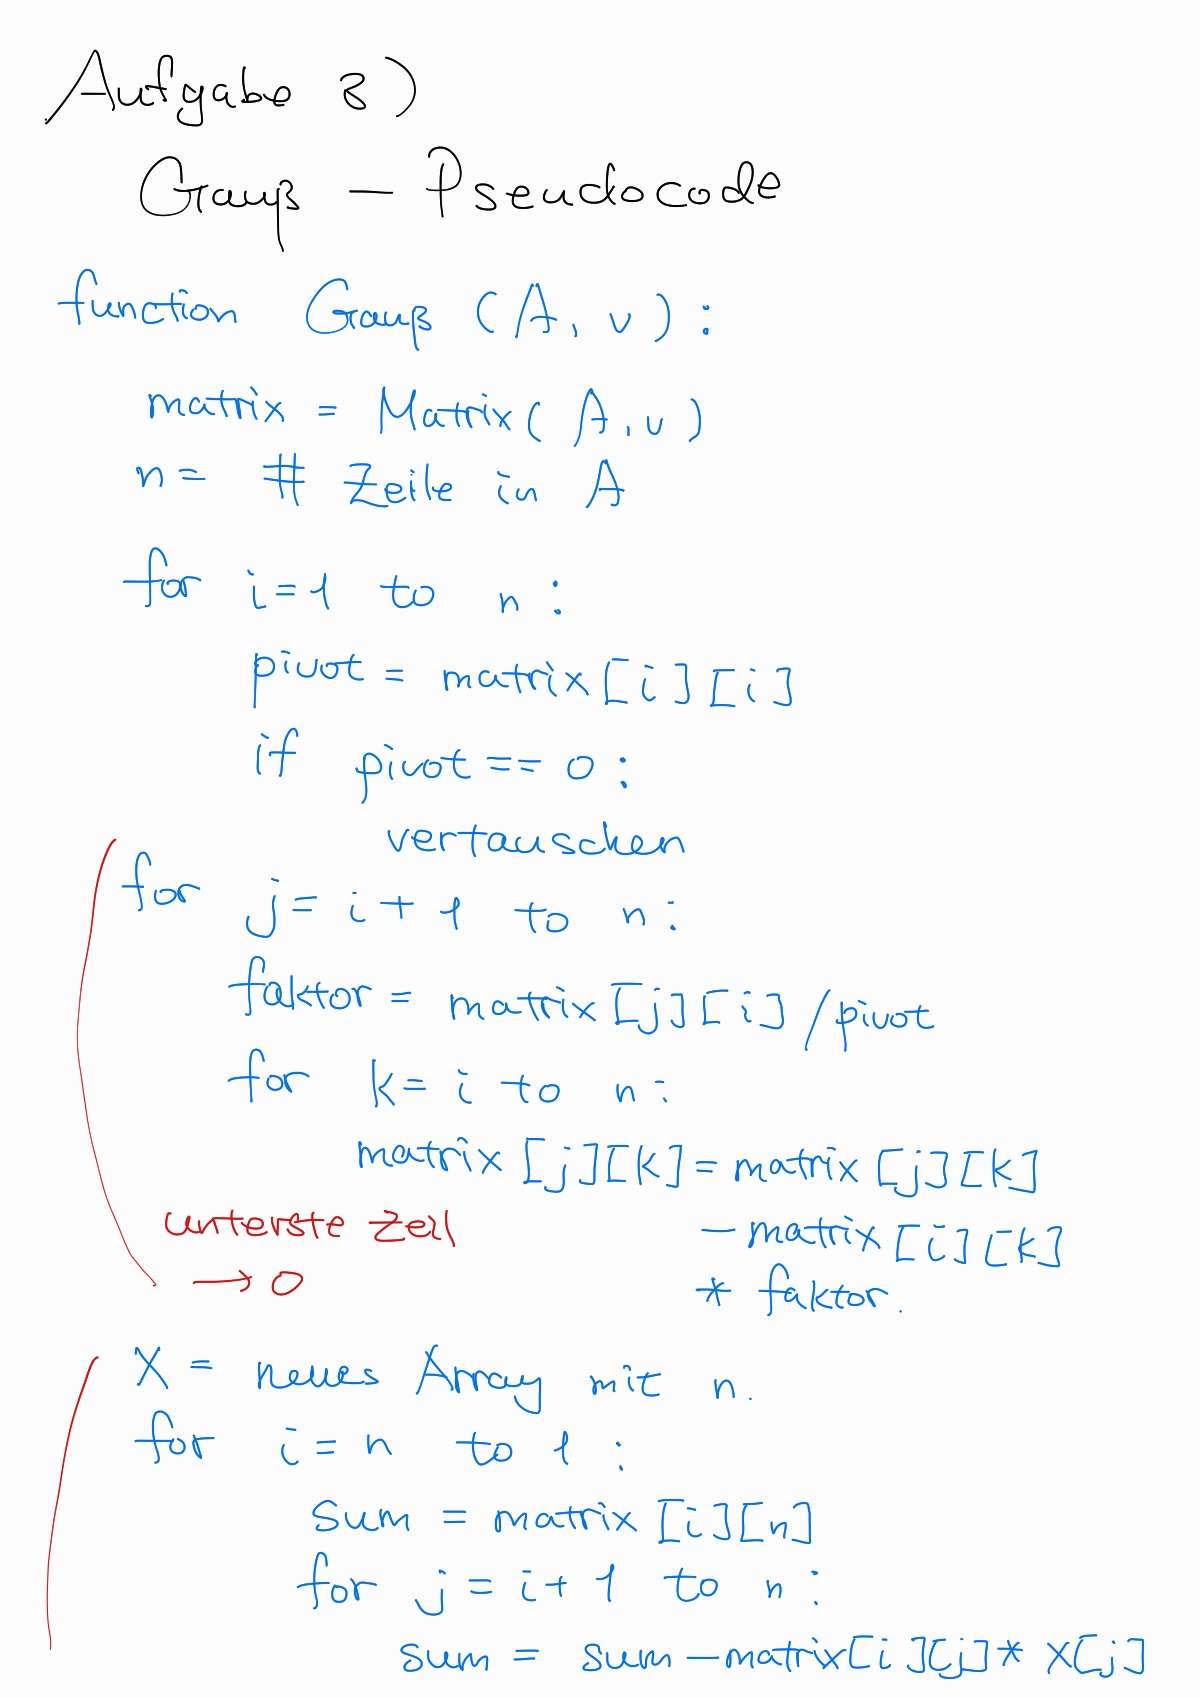 Aufgabe 3)
Gauß - Pseudocode
function Gauß (A, v):
matrix = Matrix( A, v )
n = # Zeile in A
for i=1 to n :
pivot = matrix[i][i]
if pivot == 0 :
vertauschen
for j = i + 1 to n :
faktor = matrix[j][i] / pivot
for k = i to n :
matrix [j][k] = matrix [j][k]
- matrix [i][k]
unterste Zeil
* faktor.
→ 0
X = neues Array mit n.
for i = n to 1 :
sum = matrix [i][n]
for j = i + 1 to n :
sum = sum - matrix[i][j] * X[j]